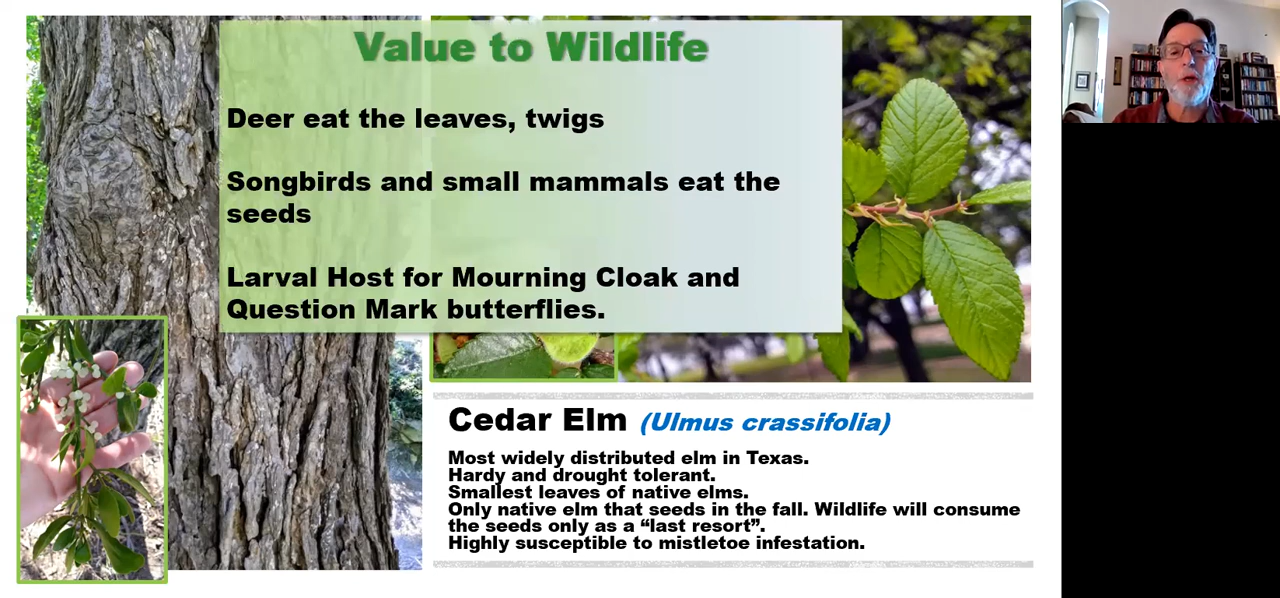 Value to Wildlife
Deer eat the leaves, twigs
Songbirds and small mammals eat the
seeds
Larval Host for Mourning Cloak and
Question Mark butterflies.
Cedar Elm (Ulmus crassifolia)
Most widely distributed elm in Texas.
Hardy and drought tolerant.
Smallest leaves of native elms.
Only native elm that seeds in the fall. Wildlife will consume
the seeds only as a “last resort”.
Highly susceptible to mistletoe infestation.